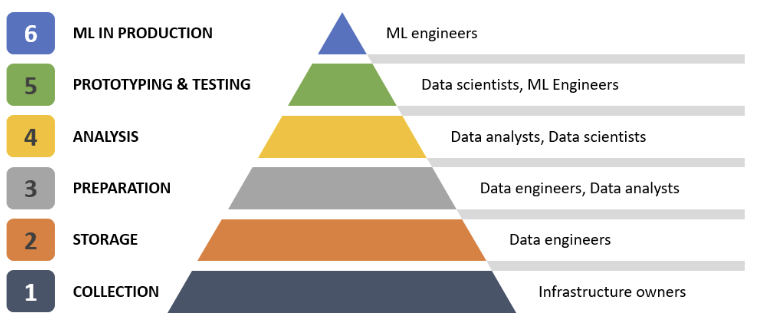 6 ML IN PRODUCTION ML engineers
5 PROTOTYPING & TESTING Data scientists, ML Engineers
4 ANALYSIS Data analysts, Data scientists
3 PREPARATION Data engineers, Data analysts
2 STORAGE Data engineers
1 COLLECTION Infrastructure owners